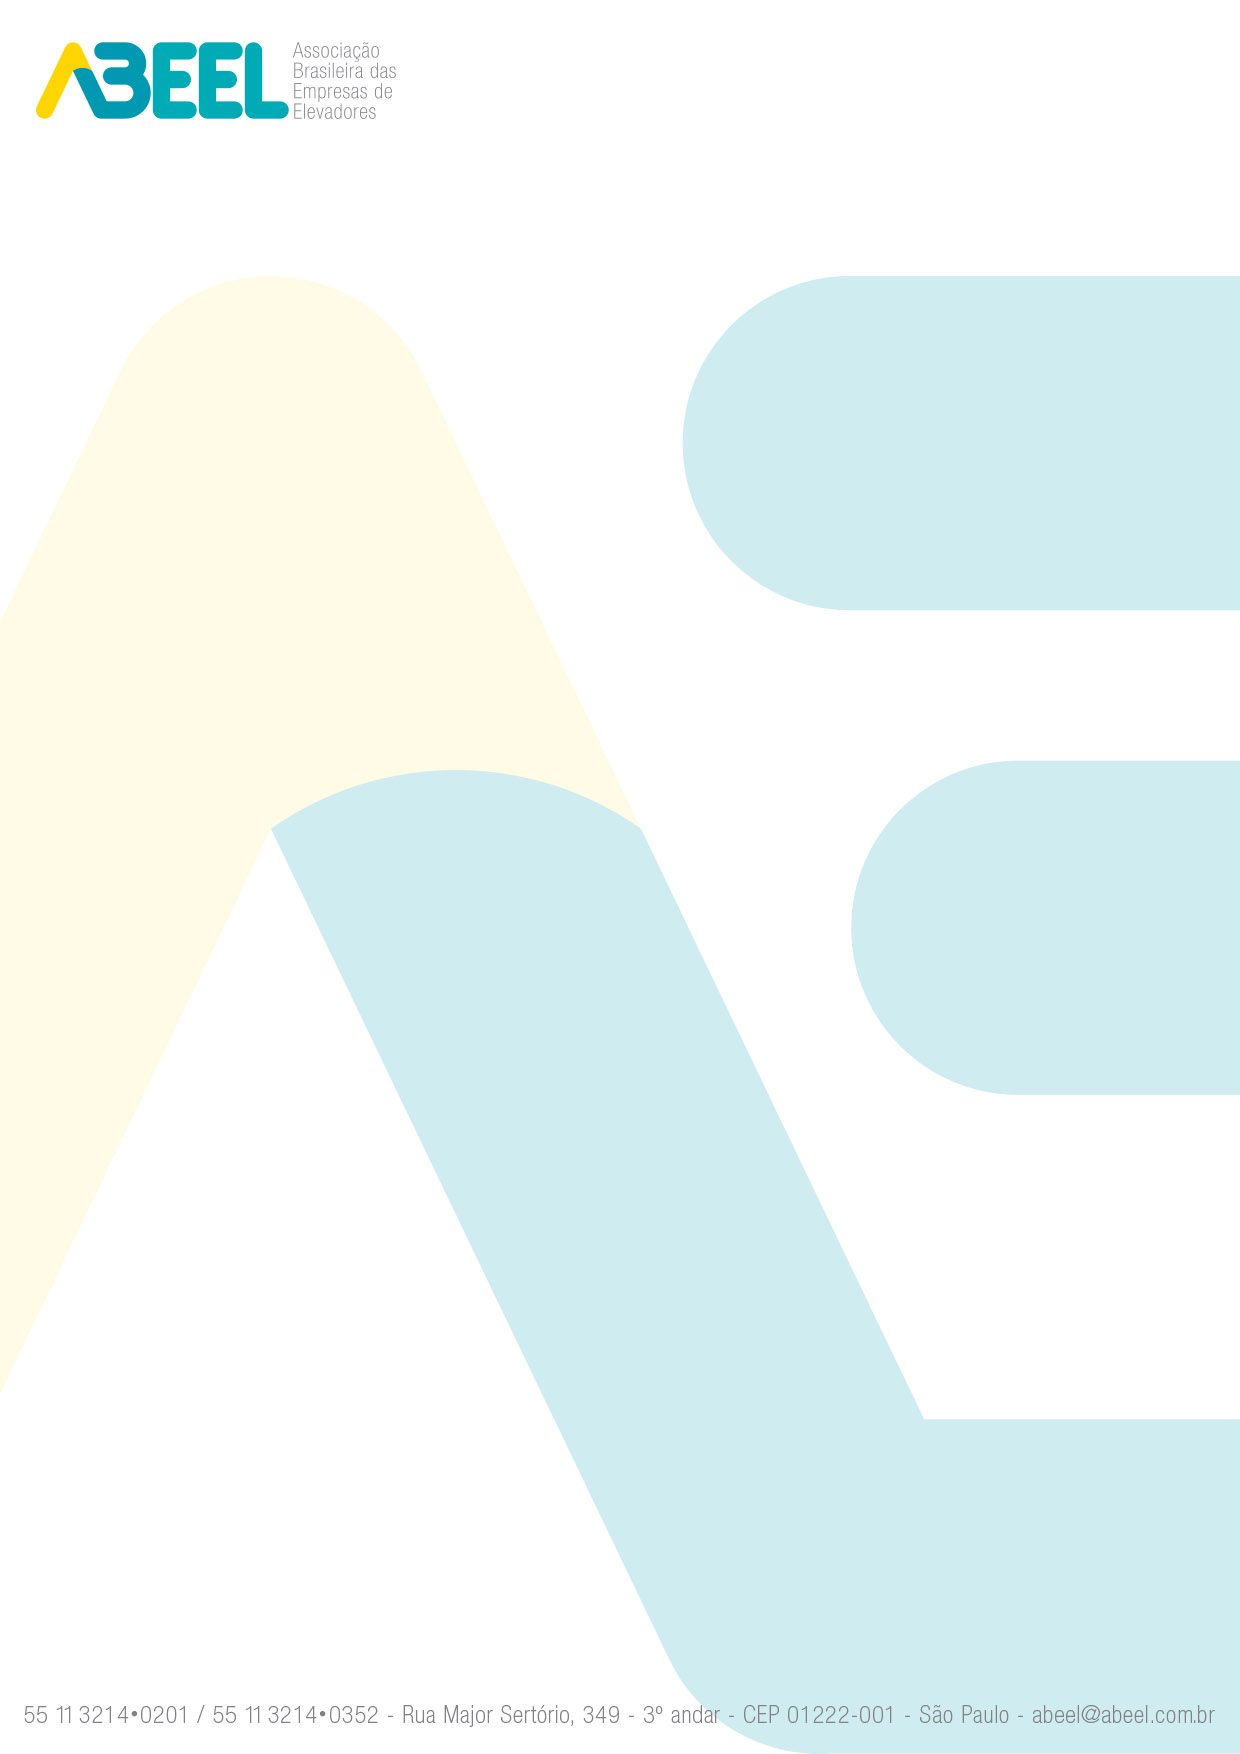 ABEEL
Associação
Brasileira das
Empresas de
Elevadores
55 11 3214•0201 / 55 11 3214•0352 - Rua Major Sertório, 349 - 3º andar - CEP 01222-001 - São Paulo - abeel@abeel.com.br